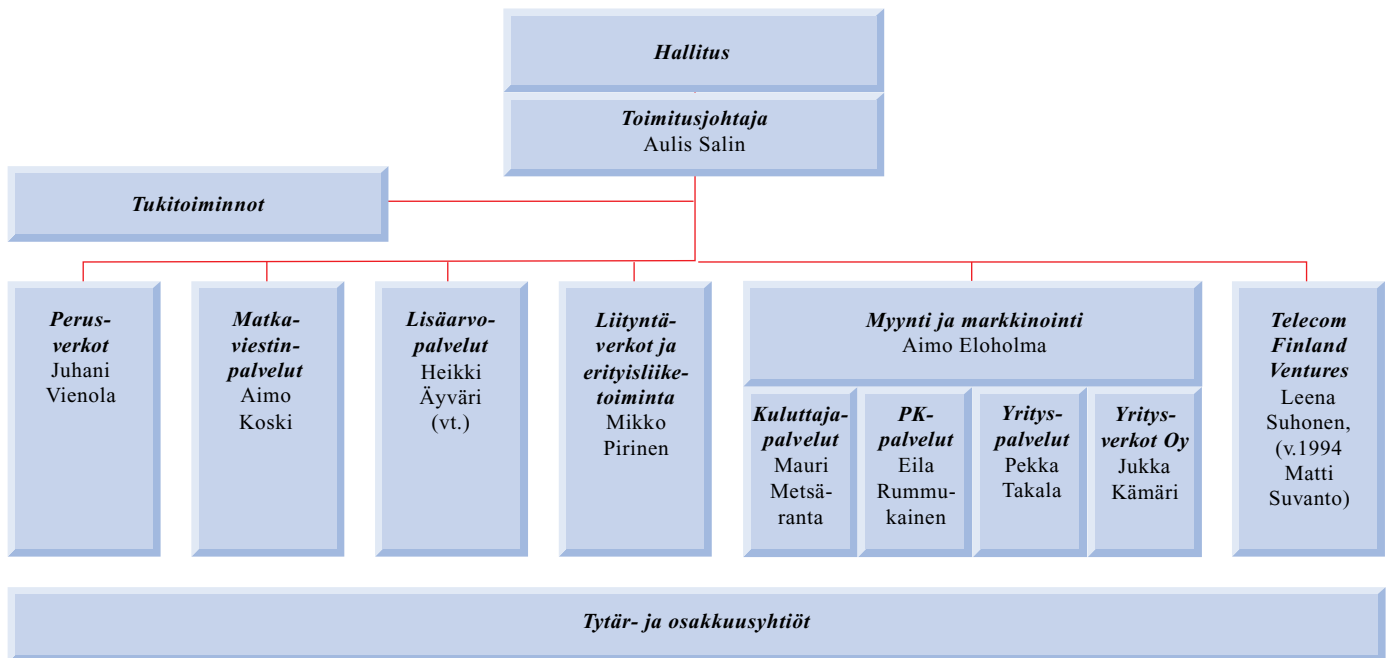 Hallitus
Toimitusjohtaja
Aulis Salin
Tukitoiminnot
Perus-
verkot
Juhani
Vienola
Matka-
viestin-
palvelut
Aimo
Koski
Lisäarvo-
palvelut
Heikki
Äyväri
(vt.)
Liityntä-
verkot ja
erityisliike-
toiminta
Mikko
Pirinen
Myynti ja markkinointi
Aimo Eloholma
Kuluttaja-
palvelut
Mauri
Metsä-
ranta
PK-
palvelut
Eila
Rummu-
kainen
Yritys-
palvelut
Pekka
Takala
Yritys-
verkot Oy
Jukka
Kämäri
Telecom
Finland
Ventures
Leena
Suhonen,
(v.1994
Matti
Suvanto)
Tytär- ja osakkuusyhtiöt